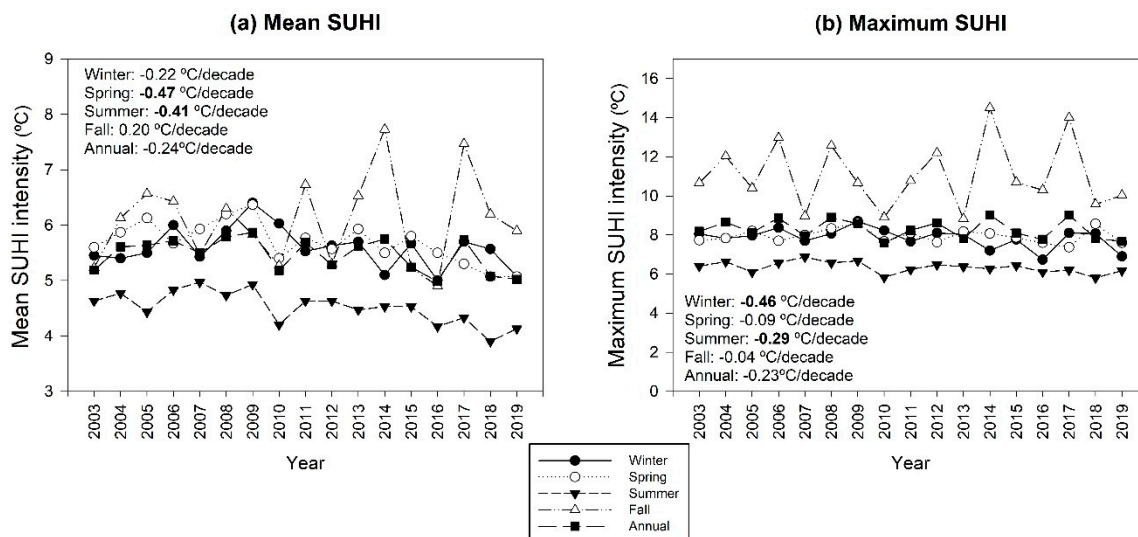 (a) Mean SUHI
Mean SUHI intensity (ºC)
9
8
7
6
5
4
3
Winter: -0.22 ºC/decade
Spring: -0.47 ºC/decade
Summer: -0.41 ºC/decade
Fall: 0.20 ºC/decade
Annual: -0.24ºC/decade
2003
2004
2005
2006
2007
2008
2009
2010
2011
2012
2013
2014
2015
2016
2017
2018
2019
Year
(b) Maximum SUHI
Maximum SUHI intensity (ºC)
16
14
12
10
8
6
4
2
0
Winter: -0.46 ºC/decade
Spring: -0.09 ºC/decade
Summer: -0.29 ºC/decade
Fall: -0.04 ºC/decade
Annual: -0.23ºC/decade
2003
2004
2005
2006
2007
2008
2009
2010
2011
2012
2013
2014
2015
2016
2017
2018
2019
Year
Winter
Spring
Summer
Fall
Annual